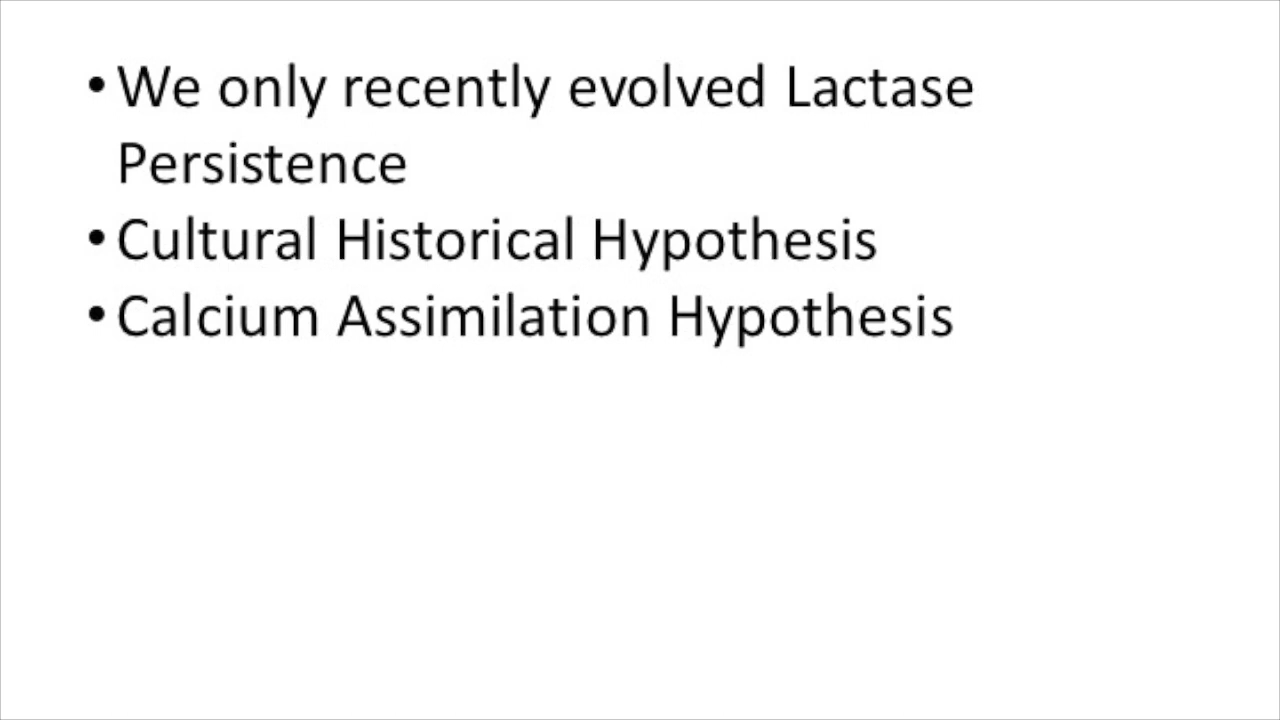 • We only recently evolved Lactase
Persistence
• Cultural Historical Hypothesis
• Calcium Assimilation Hypothesis